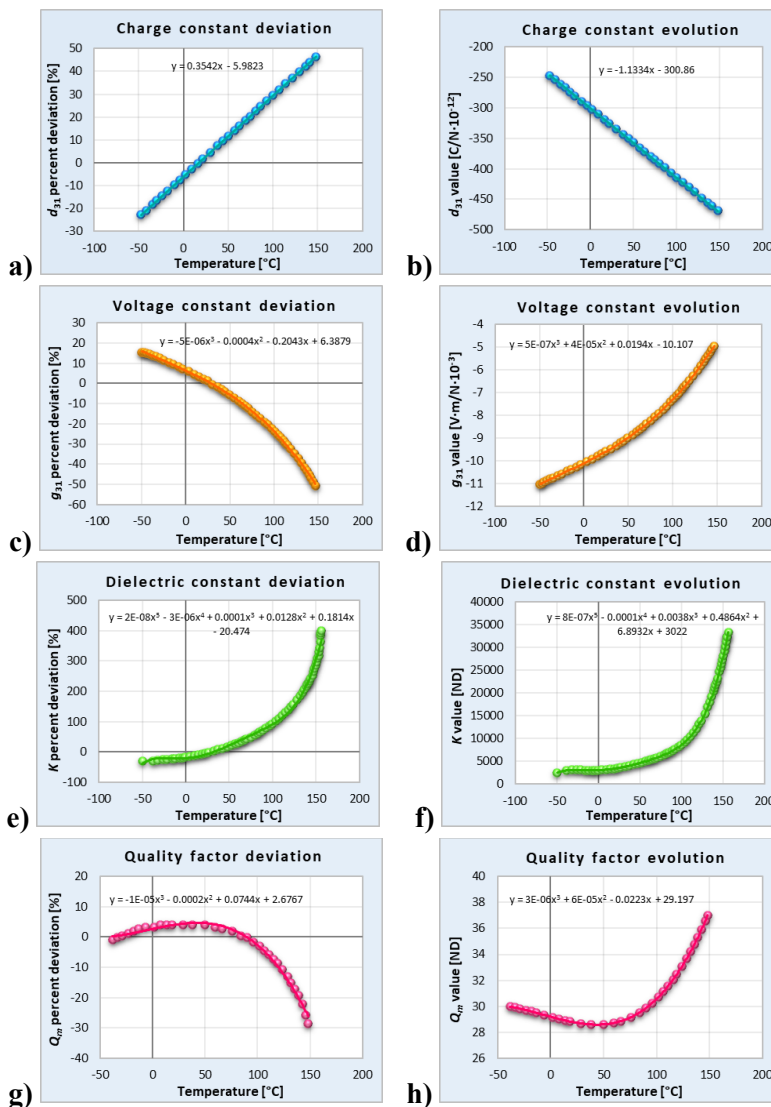 a)
Charge constant deviation
y = 0.3542x - 5.9823
d31 percent deviation [%]
50
40
30
20
10
0
-10
-20
-30
-100 -50 0 50 100 150 200
Temperature [°C]
b)
Charge constant evolution
y = -1.1334x - 300.86
d31 value [C/N·10-12]
-200
-250
-300
-350
-400
-450
-500
-100 0 100 200
Temperature [°C]
c)
Voltage constant deviation
y = -5E-06x3 - 0.0004x2 - 0.2043x + 6.3879
g31 percent deviation [%]
30
20
10
0
-10
-20
-30
-40
-50
-60
-100 -50 0 50 100 150 200
Temperature [°C]
d)
Voltage constant evolution
y = 5E-07x3 + 4E-05x2 + 0.0194x - 10.107
g31 value [V·m/N·10-3]
-4
-5
-6
-7
-8
-9
-10
-11
-12
-100 -50 0 50 100 150 200
Temperature [°C]
e)
Dielectric constant deviation
y = 2E-08x5 - 3E-06x4 + 0.0001x3 + 0.0128x2 + 0.1814x
- 20.474
K percent deviation [%]
500
400
300
200
100
0
-100
-100 -50 0 50 100 150 200
Temperature [°C]
f)
Dielectric constant evolution
y = 8E-07x5 - 0.0001x4 + 0.0038x3 + 0.4864x2 +
6.8932x + 3022
K value [ND]
40000
35000
30000
25000
20000
15000
10000
5000
0
-100 -50 0 50 100 150 200
Temperature [°C]
g)
Quality factor deviation
y = -1E-05x3 - 0.0002x2 + 0.0744x + 2.6767
Qm percent deviation [%]
20
10
0
-10
-20
-30
-40
-50 0 50 100 150 200
Temperature [°C]
h)
Quality factor evolution
y = 3E-06x3 + 6E-05x2 - 0.0223x + 29.197
Qm value [ND]
40
38
36
34
32
30
28
26
-50 0 50 100 150 200
Temperature [°C]